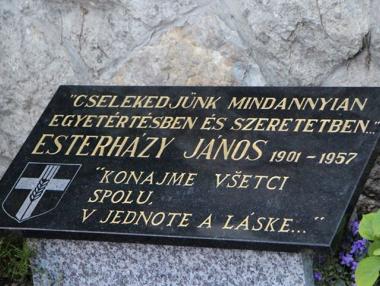 "CSELEKEDJÜNK MINDANNYIAN
EGYETÉRTÉSBEN ÉS SZERETETBEN..."
ESTERHÁZY JÁNOS 1901 - 1957
"KONAJME VŠETCI
SPOLU,
V JEDNOTE A LÁSKE..."